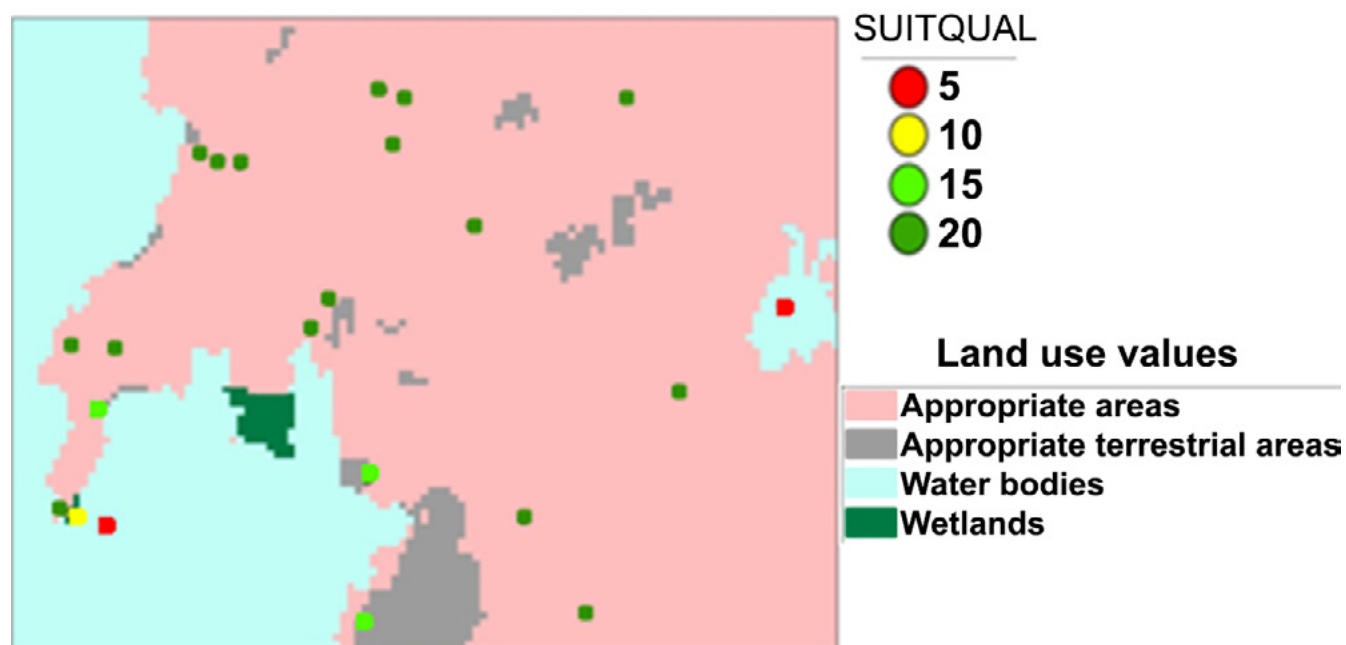 SUITQUAL
5
10
15
20
Land use values
Appropriate areas
Appropriate terrestrial areas
Water bodies
Wetlands